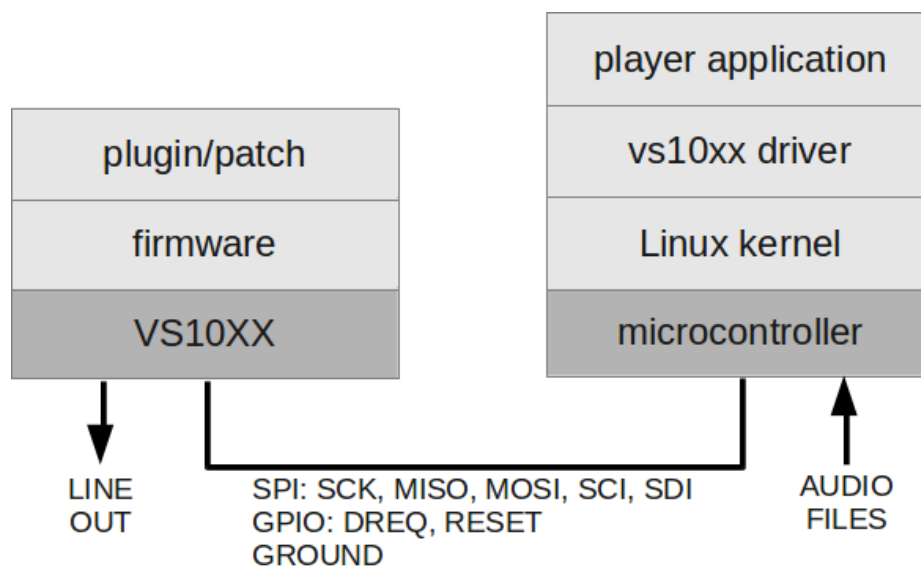 player application
plugin/patch
vs10xx driver
firmware
Linux kernel
VS10XX
microcontroller
LINE
OUT
SPI: SCK, MISO, MOSI, SCI, SDI
GPIO: DREQ, RESET
GROUND
AUDIO
FILES